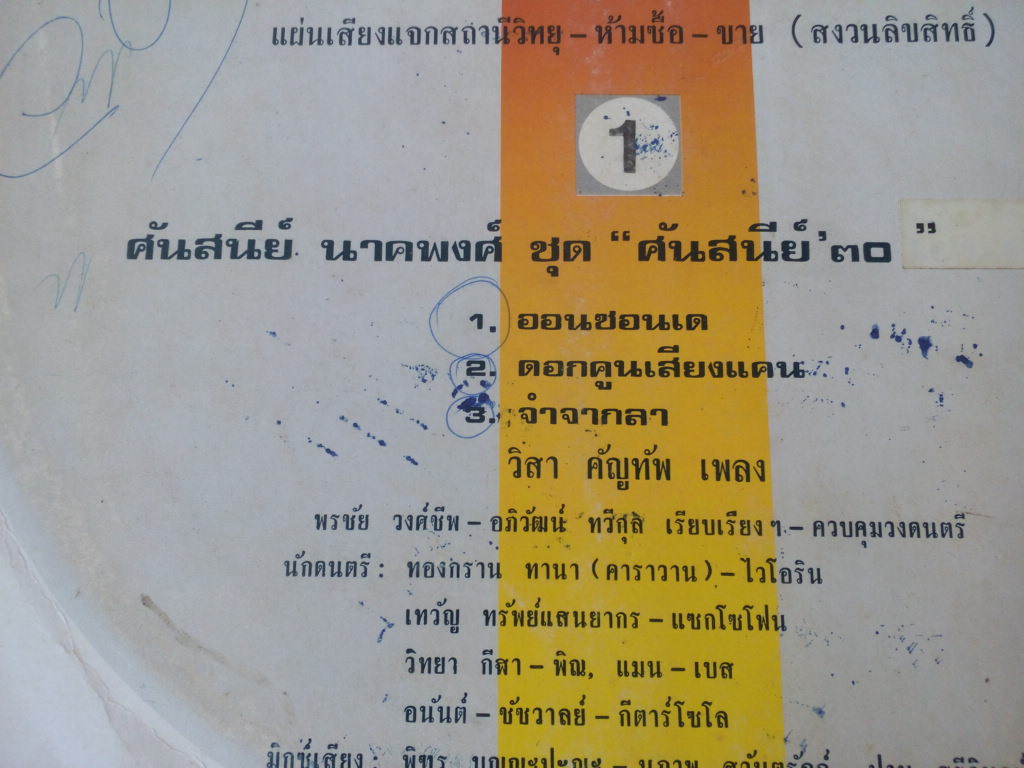 แผ่นเสียงแจกสถานีวิทยุ – ห้ามซื้อ – ขาย ( สงวนลิขสิทธิ์ )
1
ศันสนีย์ นาคพงศ์ ชุด “ ศันสนีย์ ’๓๐ ”
1. ออนซอนเด
2. ดอกคูนเสียงแคน
3. จำจากลา
วิสา คัญทัพ เพลง
พรชัย วงศ์ชีพ – อภิวัฒน์ ทวีกุล เรียบเรียงฯ – ควบคุมวงดนตรี
นักดนตรี : ทองกราน ทานา ( คาราวาน ) – ไวโอริน
เทวัญ ทรัพย์แสนยากร – แซกโซโฟน
วิทยา กีฬา – พิณ, แมน – เบส
อนันต์ – ชัชวาลย์ – กีตาร์โซโล
มิกซ์เสียง :